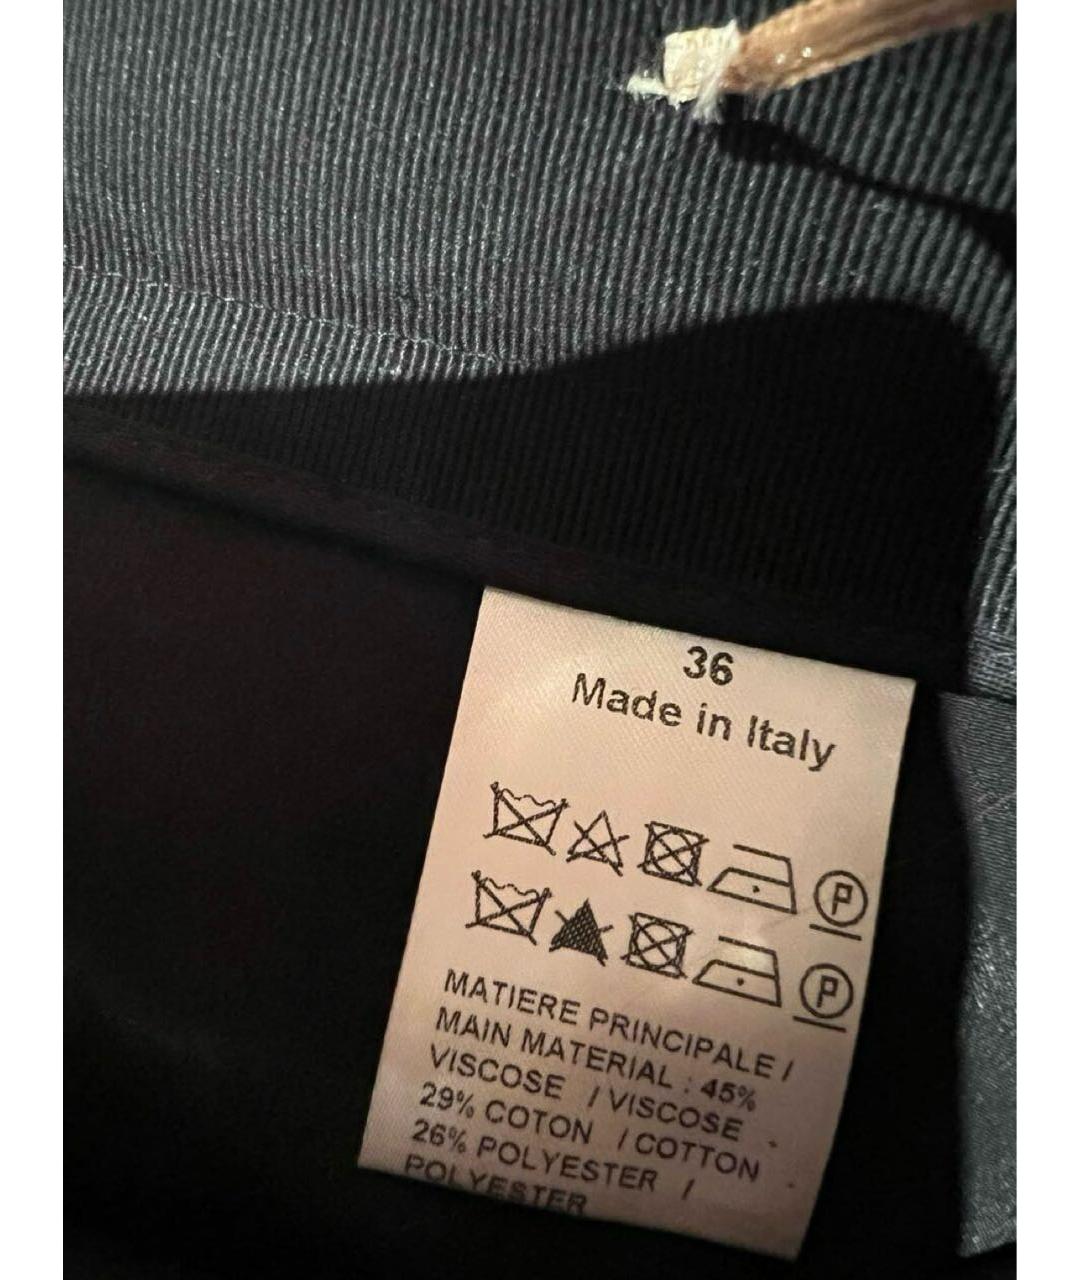 36
Made in Italy
P
P
MATIERE PRINCIPALE /
MAIN MATERIAL : 45%
VISCOSE / VISCOSE .
29% COTON / COTTON .
26% POLYESTER /
POLYESTER